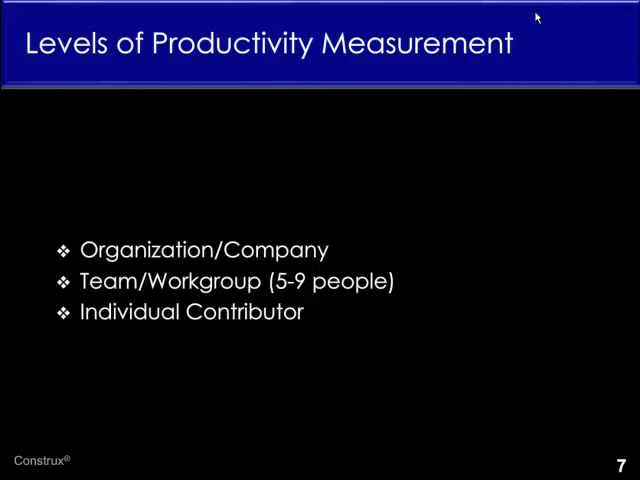 Levels of Productivity Measurement
❖ Organization/Company
❖ Team/Workgroup (5-9 people)
❖ Individual Contributor
Construx®
7